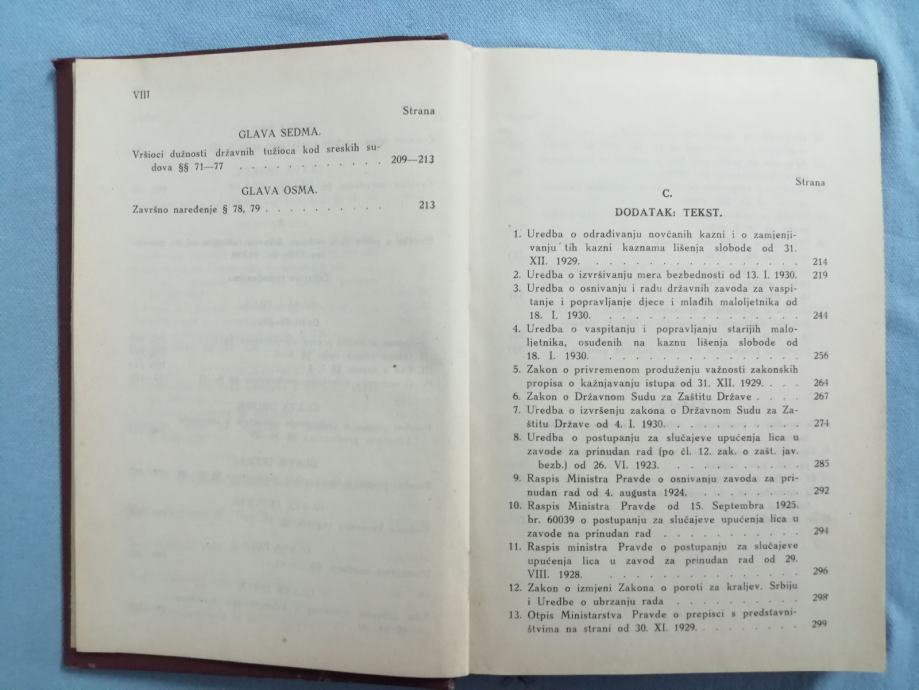 VIII
Strana
GLAVA SEDMA.
Vršioci dužnosti državnih tužioca kod sreskih su-
dova §§ 71—77 . . . . . . . . . . . . 209—213
GLAVA OSMA.
Završno naređenje § 78, 79 . . . . . . . . . . 213
Strana
C.
DODATAK: TEKST.
1. Uredba o odrađivanju novčanih kazni i o zamjenji-
vanju tih kazni kaznama lišenja slobode od 31.
XII. 1929. . . . . . . . . . . . . . . . 214
2. Uredba o izvršivanju mera bezbednosti od 13. I. 1930. 219
3. Uredba o osnivanju i radu državnih zavoda za vaspi-
tanje i popravljanje djece i mlađih maloljetnika od
18. I. 1930. . . . . . . . . . . . . . . 244
4. Uredba o vaspitanju i popravljanju starijih malo-
ljetnika, osuđenih na kaznu lišenja slobode od
18. I. 1930. . . . . . . . . . . . . . . 256
5. Zakon o privremenom produženju važnosti zakonskih
propisa o kažnjavanju istupa od 31. XII. 1929. . . . 264
6. Zakon o Državnom Sudu za Zaštitu Države . . . . 267
7. Uredba o izvršenju zakona o Državnom Sudu za Za-
štitu Države od 4. I. 1930. . . . . . . . . . 274
8. Uredba o postupanju za slučajeve upućenja lica u
zavode za prinudan rad (po čl. 12. zak. o zašt. jav.
bezb.) od 26. VI. 1923. . . . . . . . . . . 285
9. Raspis Ministra Pravde o osnivanju zavoda za pri-
nudan rad od 4. augusta 1924. . . . . . . . . 292
10. Raspis Ministra Pravde od 15. Septembra 1925.
br. 60039 o postupanju za slučajeve upućenja lica u
zavode na prinudan rad . . . . . . . . . . . 294
11. Raspis ministra Pravde o postupanju za slučajeve
upućenja lica u zavod za prinudan rad od 29.
VIII. 1928. . . . . . . . . . . . . . . . 296
12. Zakon o izmjeni Zakona o poroti za kraljev. Srbiju
i Uredbe o ubrzanju rada . . . . . . . . . . 298
13. Otpis Ministarstva Pravde o prepisci s predstavni-
štvima na strani od 30. XI. 1929. . . . . . . . 299